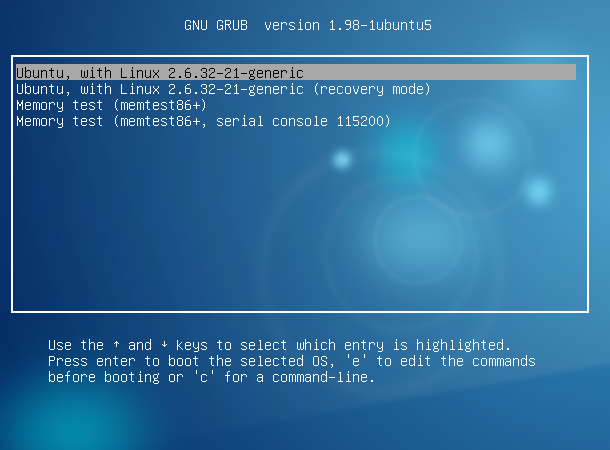 GNU GRUB  version 1.98-1ubuntu5
Ubuntu, with Linux 2.6.32-21-generic
Ubuntu, with Linux 2.6.32-21-generic (recovery mode)
Memory test (memtest86+)
Memory test (memtest86+, serial console 115200)
Use the ↑ and ↓ keys to select which entry is highlighted.
Press enter to boot the selected OS, 'e' to edit the commands
before booting or 'c' for a command-line.